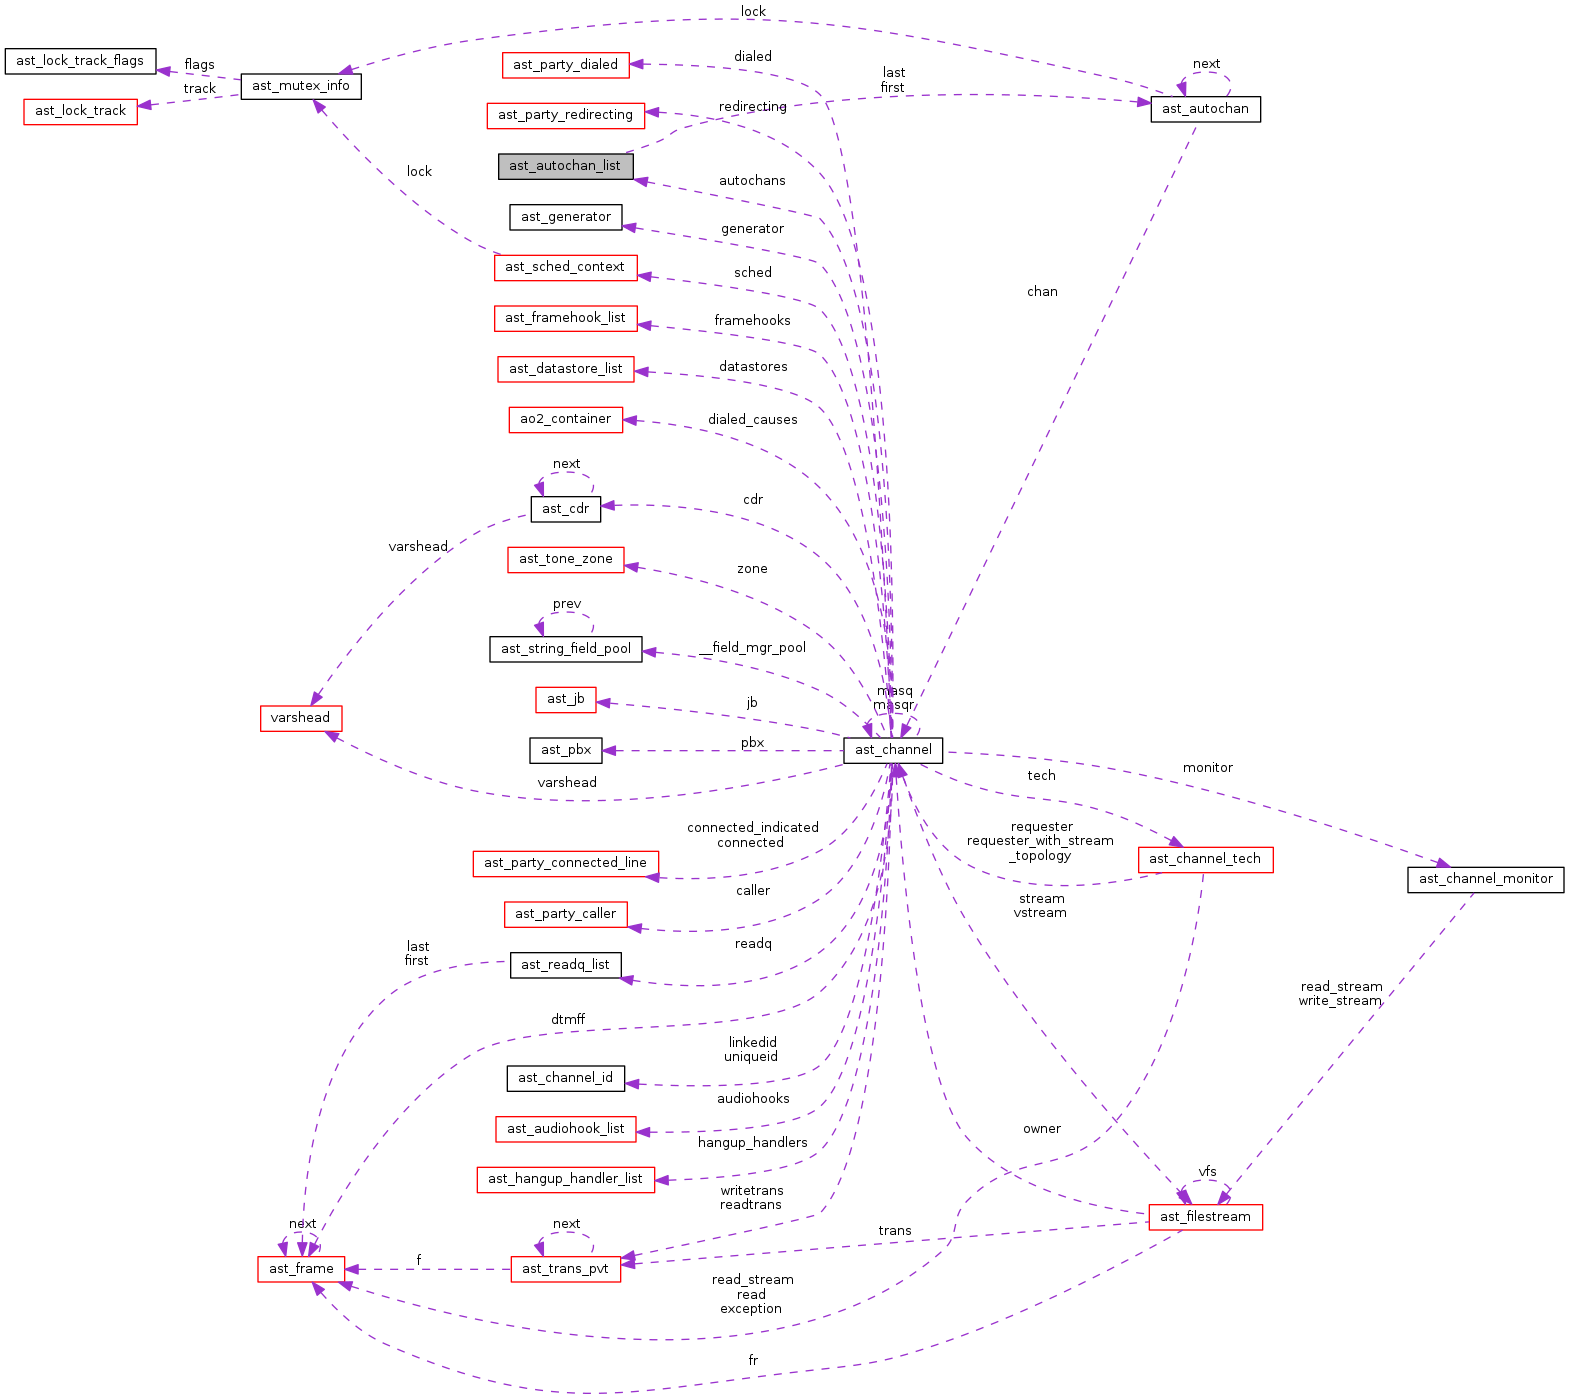 lock
ast_lock_track_flags
flags
ast_party_dialed
dialed
next
last
first
ast_mutex_info
track
ast_lock_track
ast_party_redirecting
redirecting
ast_autochan
ast_autochan_list
lock
autochans
ast_generator
generator
ast_sched_context
sched
chan
ast_framehook_list
framehooks
ast_datastore_list
datastores
ao2_container
dialed_causes
next
ast_cdr
cdr
varshead
ast_tone_zone
zone
prev
ast_string_field_pool
__field_mgr_pool
masq
masqr
ast_jb
jb
varshead
ast_pbx
pbx
ast_channel
varshead
tech
monitor
connected_indicated
connected
requester
requester_with_stream
_topology
ast_party_connected_line
ast_channel_tech
ast_channel_monitor
caller
ast_party_caller
stream
vstream
last
first
readq
ast_readq_list
read_stream
write_stream
dtmff
linkedid
uniqueid
ast_channel_id
audiohooks
ast_audiohook_list
owner
hangup_handlers
ast_hangup_handler_list
vfs
writetrans
readtrans
ast_filestream
next
next
trans
ast_frame
f
ast_trans_pvt
read_stream
read
exception
fr